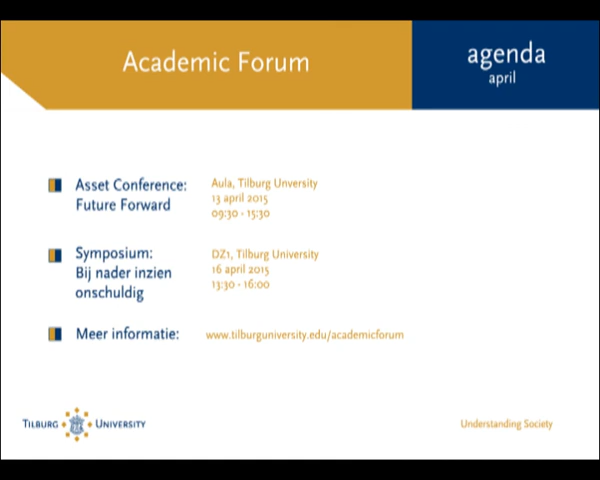 Academic Forum
agenda
april
Asset Conference:
Future Forward
Aula, Tilburg Unversity
13 april 2015
09:30 - 15:30
Symposium:
Bij nader inzien
onschuldig
DZ1, Tilburg University
16 april 2015
13:30 - 16:00
Meer informatie:
www.tilburguniversity.edu/academicforum
TILBURG UNIVERSITY
Understanding Society